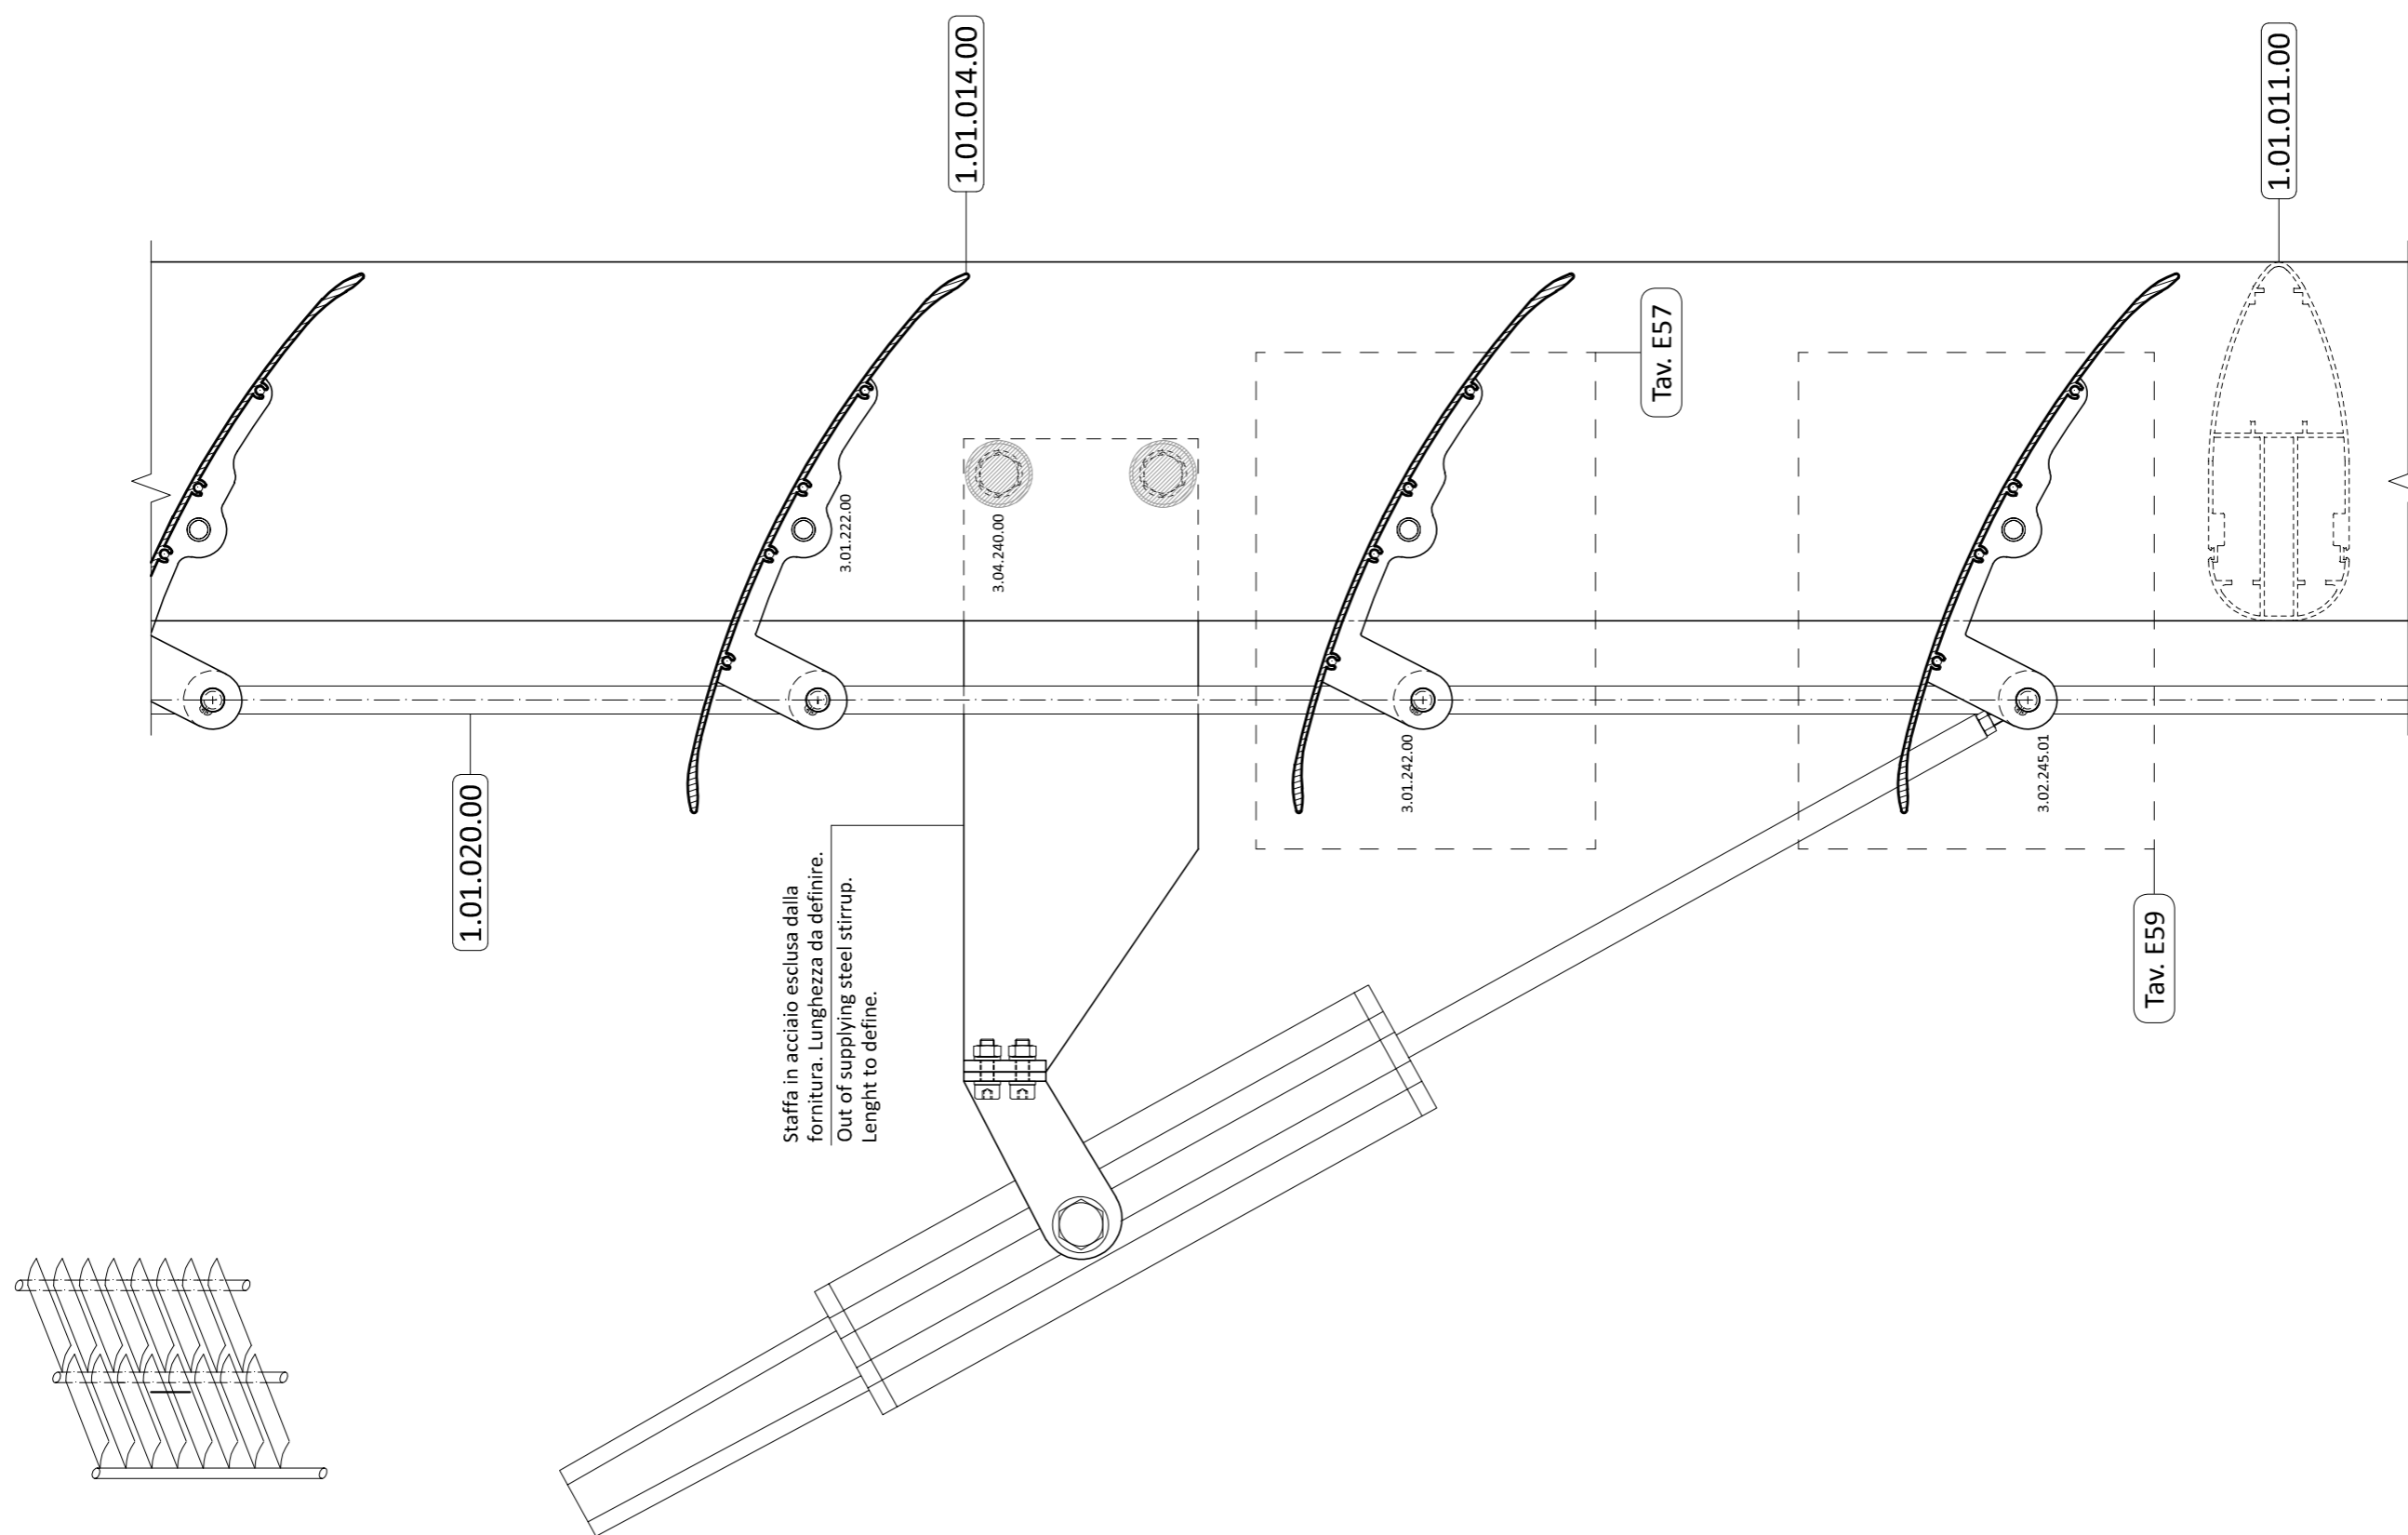 1.01.014.00
1.01.011.00
Tav. E57
3.01.222.00
3.04.240.00
3.01.242.00
3.02.245.01
1.01.020.00
Staffa in acciaio esclusa dalla
fornitura. Lunghezza da definire.
Out of supplying steel stirrup.
Lenght to define.
Tav. E59